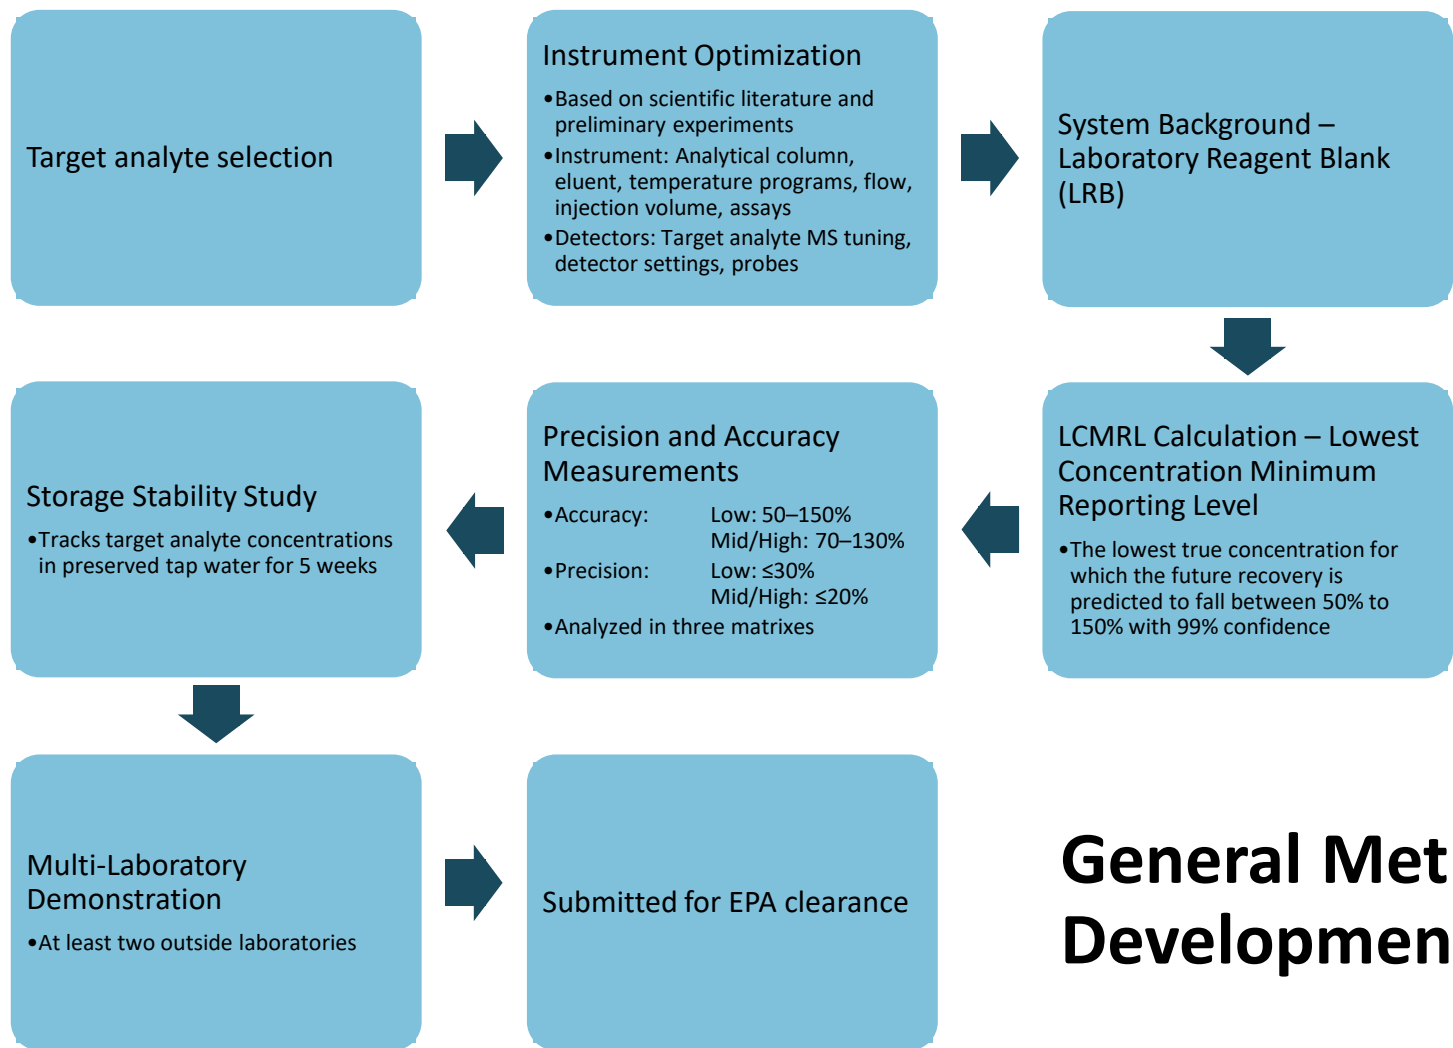 Target analyte selection
Instrument Optimization
•Based on scientific literature and
preliminary experiments
•Instrument: Analytical column,
eluent, temperature programs, flow,
injection volume, assays
•Detectors: Target analyte MS tuning,
detector settings, probes
System Background –
Laboratory Reagent Blank
(LRB)
LCMRL Calculation – Lowest
Concentration Minimum
Reporting Level
•The lowest true concentration for
which the future recovery is
predicted to fall between 50% to
150% with 99% confidence
Precision and Accuracy
Measurements
•Accuracy: Low: 50–150%
Mid/High: 70–130%
•Precision: Low: ≤30%
Mid/High: ≤20%
•Analyzed in three matrixes
Storage Stability Study
•Tracks target analyte concentrations
in preserved tap water for 5 weeks
Multi-Laboratory
Demonstration
•At least two outside laboratories
Submitted for EPA clearance
General Met
Developmen